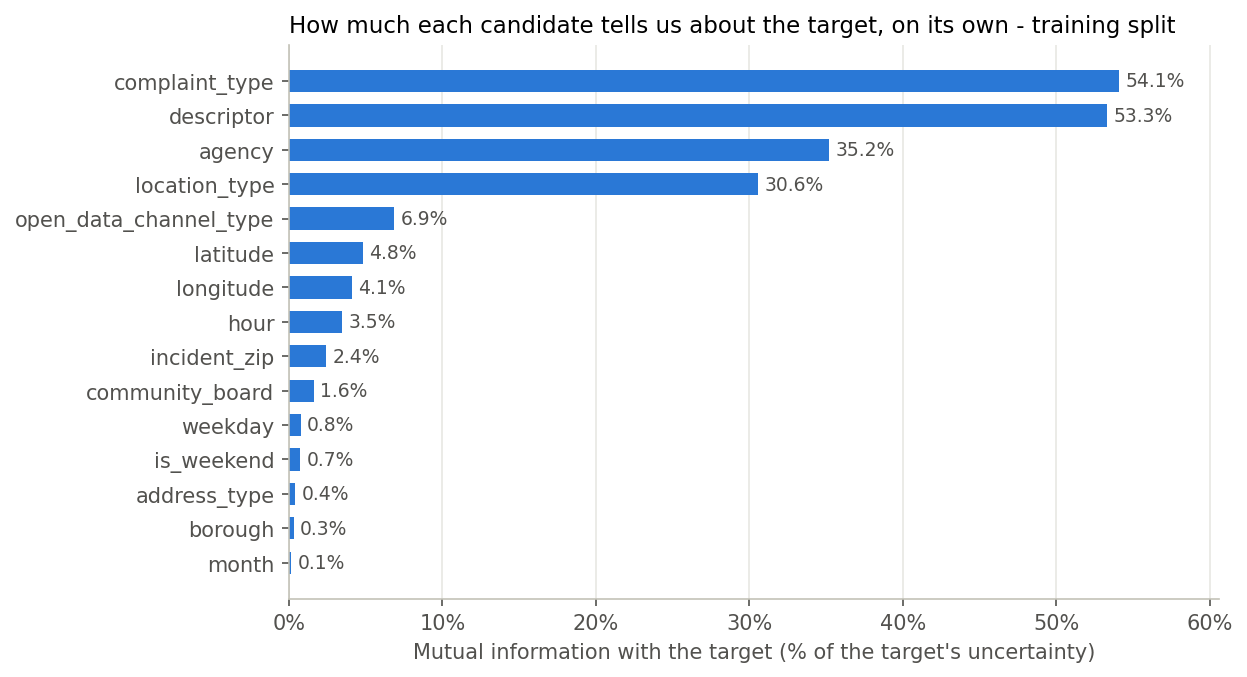 How much each candidate tells us about the target, on its own - training split
complaint_type 54.1%
descriptor 53.3%
agency 35.2%
location_type 30.6%
open_data_channel_type 6.9%
latitude 4.8%
longitude 4.1%
hour 3.5%
incident_zip 2.4%
community_board 1.6%
weekday 0.8%
is_weekend 0.7%
address_type 0.4%
borough 0.3%
month 0.1%
0% 10% 20% 30% 40% 50% 60%
Mutual information with the target (% of the target's uncertainty)